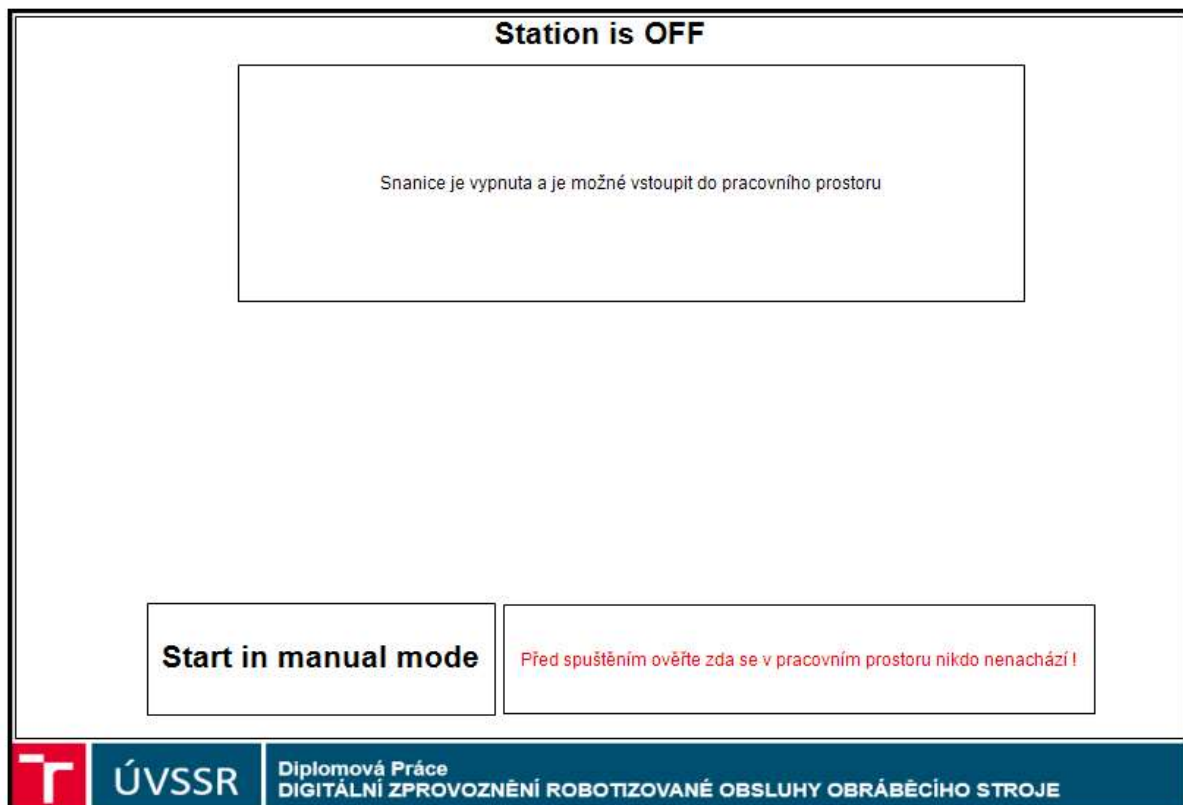 Station is OFF
Snanice je vypnuta a je možné vstoupit do pracovního prostoru
Start in manual mode
Před spuštěním ověřte zda se v pracovním prostoru nikdo nenachází !
ÚVSSR
Diplomová Práce
DIGITÁLNÍ ZPROVOZNĚNÍ ROBOTIZOVANÉ OBSLUHY OBRÁBĚCÍHO STROJE